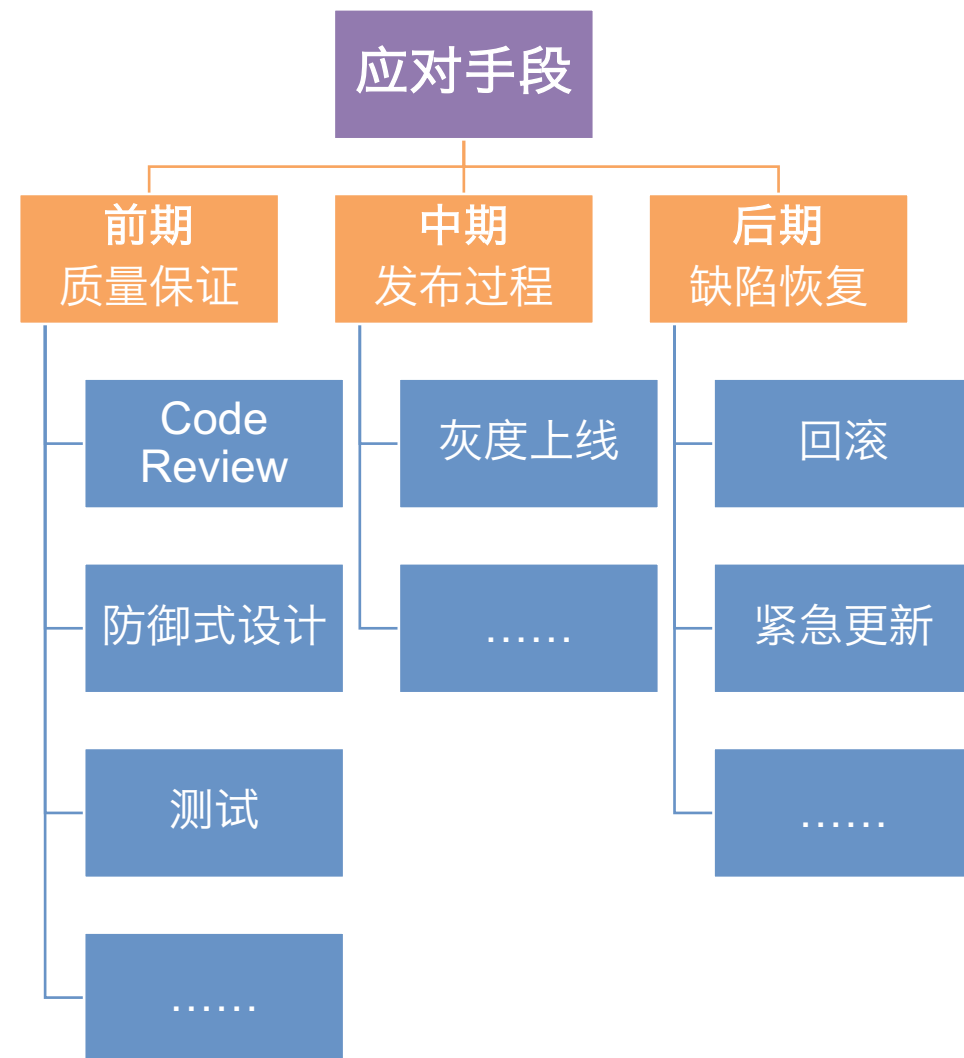 应对手段
前期
质量保证
中期
发布过程
后期
缺陷恢复
Code
Review
防御式设计
测试
……
灰度上线
……
回滚
紧急更新
……